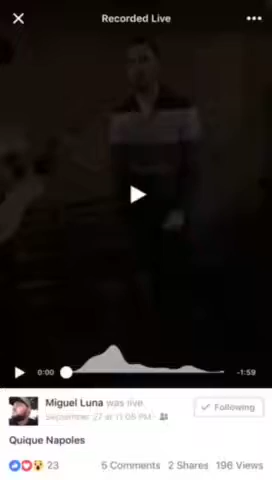 Recorded Live
0:00
-1:59
Miguel Luna was live.
September 27 at 11:05 PM ·
Following
Quique Napoles
23
5 Comments 2 Shares 196 Views